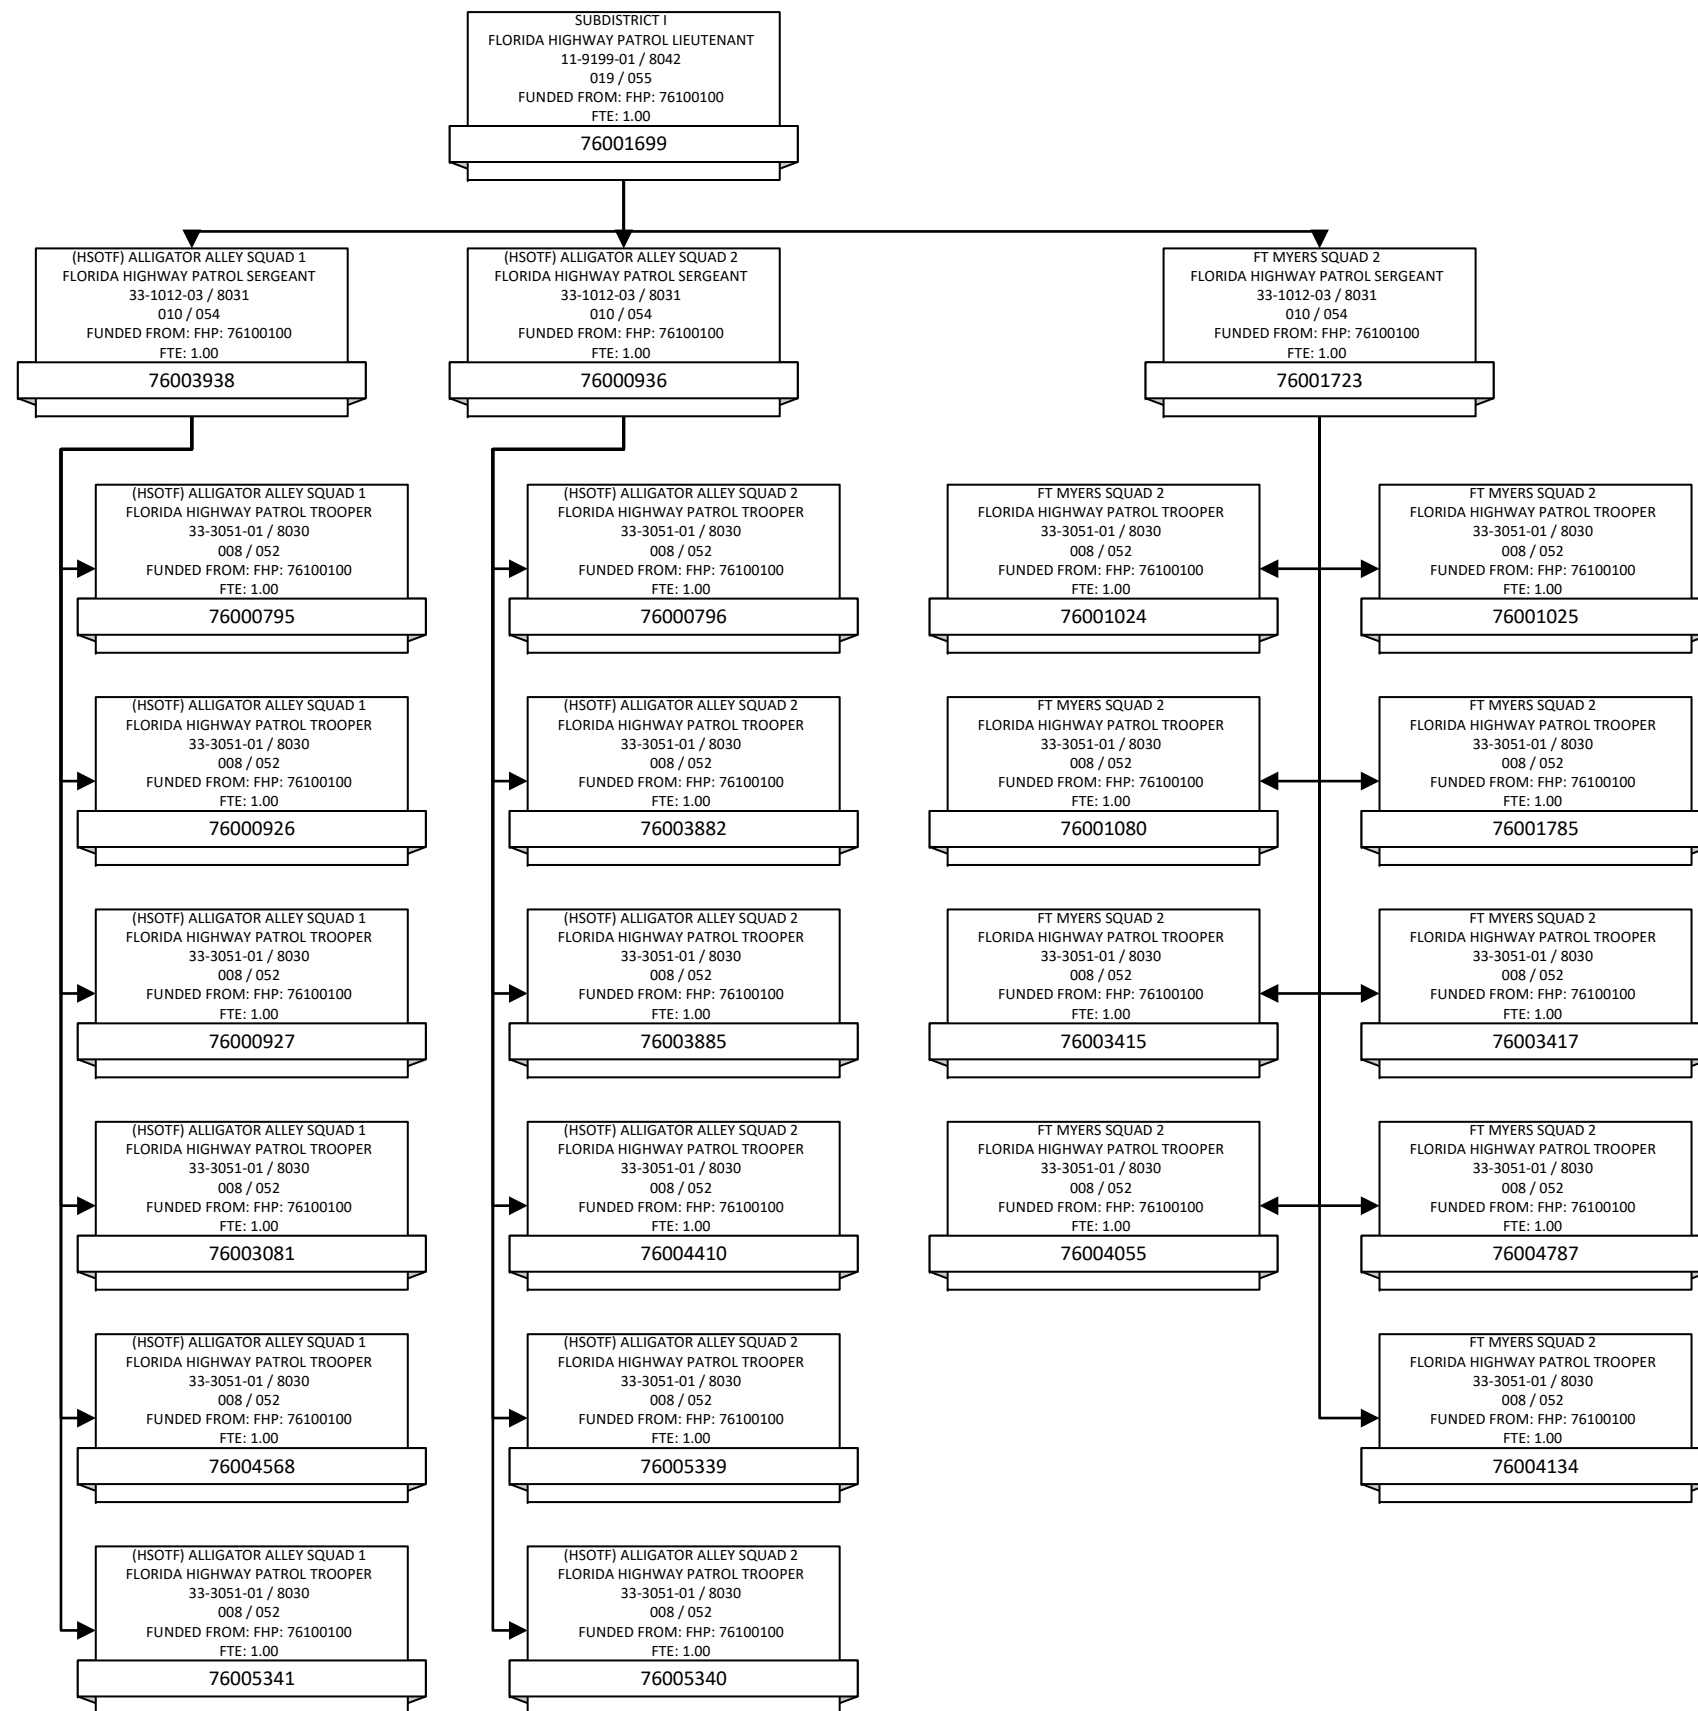 SUBDISTRICT I
FLORIDA HIGHWAY PATROL LIEUTENANT
11-9199-01 / 8042
019 / 055
FUNDED FROM: FHP: 76100100
FTE: 1.00
76001699
(HSOTF) ALLIGATOR ALLEY SQUAD 1
FLORIDA HIGHWAY PATROL SERGEANT
33-1012-03 / 8031
010 / 054
FUNDED FROM: FHP: 76100100
FTE: 1.00
76003938
(HSOTF) ALLIGATOR ALLEY SQUAD 2
FLORIDA HIGHWAY PATROL SERGEANT
33-1012-03 / 8031
010 / 054
FUNDED FROM: FHP: 76100100
FTE: 1.00
76000936
FT MYERS SQUAD 2
FLORIDA HIGHWAY PATROL SERGEANT
33-1012-03 / 8031
010 / 054
FUNDED FROM: FHP: 76100100
FTE: 1.00
76001723
(HSOTF) ALLIGATOR ALLEY SQUAD 1
FLORIDA HIGHWAY PATROL TROOPER
33-3051-01 / 8030
008 / 052
FUNDED FROM: FHP: 76100100
FTE: 1.00
76000795
(HSOTF) ALLIGATOR ALLEY SQUAD 2
FLORIDA HIGHWAY PATROL TROOPER
33-3051-01 / 8030
008 / 052
FUNDED FROM: FHP: 76100100
FTE: 1.00
76000796
FT MYERS SQUAD 2
FLORIDA HIGHWAY PATROL TROOPER
33-3051-01 / 8030
008 / 052
FUNDED FROM: FHP: 76100100
FTE: 1.00
76001024
FT MYERS SQUAD 2
FLORIDA HIGHWAY PATROL TROOPER
33-3051-01 / 8030
008 / 052
FUNDED FROM: FHP: 76100100
FTE: 1.00
76001025
(HSOTF) ALLIGATOR ALLEY SQUAD 1
FLORIDA HIGHWAY PATROL TROOPER
33-3051-01 / 8030
008 / 052
FUNDED FROM: FHP: 76100100
FTE: 1.00
76000926
(HSOTF) ALLIGATOR ALLEY SQUAD 2
FLORIDA HIGHWAY PATROL TROOPER
33-3051-01 / 8030
008 / 052
FUNDED FROM: FHP: 76100100
FTE: 1.00
76003882
FT MYERS SQUAD 2
FLORIDA HIGHWAY PATROL TROOPER
33-3051-01 / 8030
008 / 052
FUNDED FROM: FHP: 76100100
FTE: 1.00
76001080
FT MYERS SQUAD 2
FLORIDA HIGHWAY PATROL TROOPER
33-3051-01 / 8030
008 / 052
FUNDED FROM: FHP: 76100100
FTE: 1.00
76001785
(HSOTF) ALLIGATOR ALLEY SQUAD 1
FLORIDA HIGHWAY PATROL TROOPER
33-3051-01 / 8030
008 / 052
FUNDED FROM: FHP: 76100100
FTE: 1.00
76000927
(HSOTF) ALLIGATOR ALLEY SQUAD 2
FLORIDA HIGHWAY PATROL TROOPER
33-3051-01 / 8030
008 / 052
FUNDED FROM: FHP: 76100100
FTE: 1.00
76003885
FT MYERS SQUAD 2
FLORIDA HIGHWAY PATROL TROOPER
33-3051-01 / 8030
008 / 052
FUNDED FROM: FHP: 76100100
FTE: 1.00
76003415
FT MYERS SQUAD 2
FLORIDA HIGHWAY PATROL TROOPER
33-3051-01 / 8030
008 / 052
FUNDED FROM: FHP: 76100100
FTE: 1.00
76003417
(HSOTF) ALLIGATOR ALLEY SQUAD 1
FLORIDA HIGHWAY PATROL TROOPER
33-3051-01 / 8030
008 / 052
FUNDED FROM: FHP: 76100100
FTE: 1.00
76003081
(HSOTF) ALLIGATOR ALLEY SQUAD 2
FLORIDA HIGHWAY PATROL TROOPER
33-3051-01 / 8030
008 / 052
FUNDED FROM: FHP: 76100100
FTE: 1.00
76004410
FT MYERS SQUAD 2
FLORIDA HIGHWAY PATROL TROOPER
33-3051-01 / 8030
008 / 052
FUNDED FROM: FHP: 76100100
FTE: 1.00
76004055
FT MYERS SQUAD 2
FLORIDA HIGHWAY PATROL TROOPER
33-3051-01 / 8030
008 / 052
FUNDED FROM: FHP: 76100100
FTE: 1.00
76004787
(HSOTF) ALLIGATOR ALLEY SQUAD 1
FLORIDA HIGHWAY PATROL TROOPER
33-3051-01 / 8030
008 / 052
FUNDED FROM: FHP: 76100100
FTE: 1.00
76004568
(HSOTF) ALLIGATOR ALLEY SQUAD 2
FLORIDA HIGHWAY PATROL TROOPER
33-3051-01 / 8030
008 / 052
FUNDED FROM: FHP: 76100100
FTE: 1.00
76005339
FT MYERS SQUAD 2
FLORIDA HIGHWAY PATROL TROOPER
33-3051-01 / 8030
008 / 052
FUNDED FROM: FHP: 76100100
FTE: 1.00
76004134
(HSOTF) ALLIGATOR ALLEY SQUAD 1
FLORIDA HIGHWAY PATROL TROOPER
33-3051-01 / 8030
008 / 052
FUNDED FROM: FHP: 76100100
FTE: 1.00
76005341
(HSOTF) ALLIGATOR ALLEY SQUAD 2
FLORIDA HIGHWAY PATROL TROOPER
33-3051-01 / 8030
008 / 052
FUNDED FROM: FHP: 76100100
FTE: 1.00
76005340